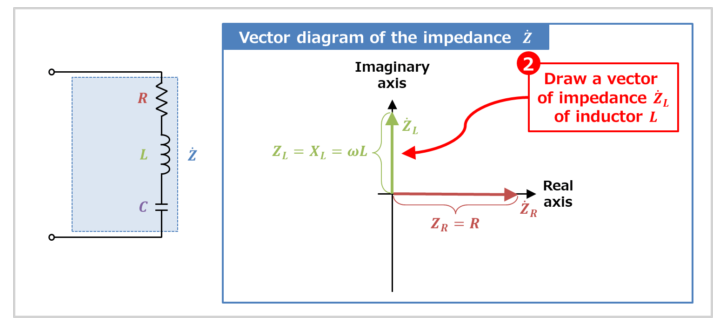 Vector diagram of the impedance Ż
R
L
C
Ż
Imaginary
axis
2
Draw a vector
of impedance Ż_L
of inductor L
Ż_L
Z_L = X_L = ωL
Real
axis
Ż_R
Z_R = R